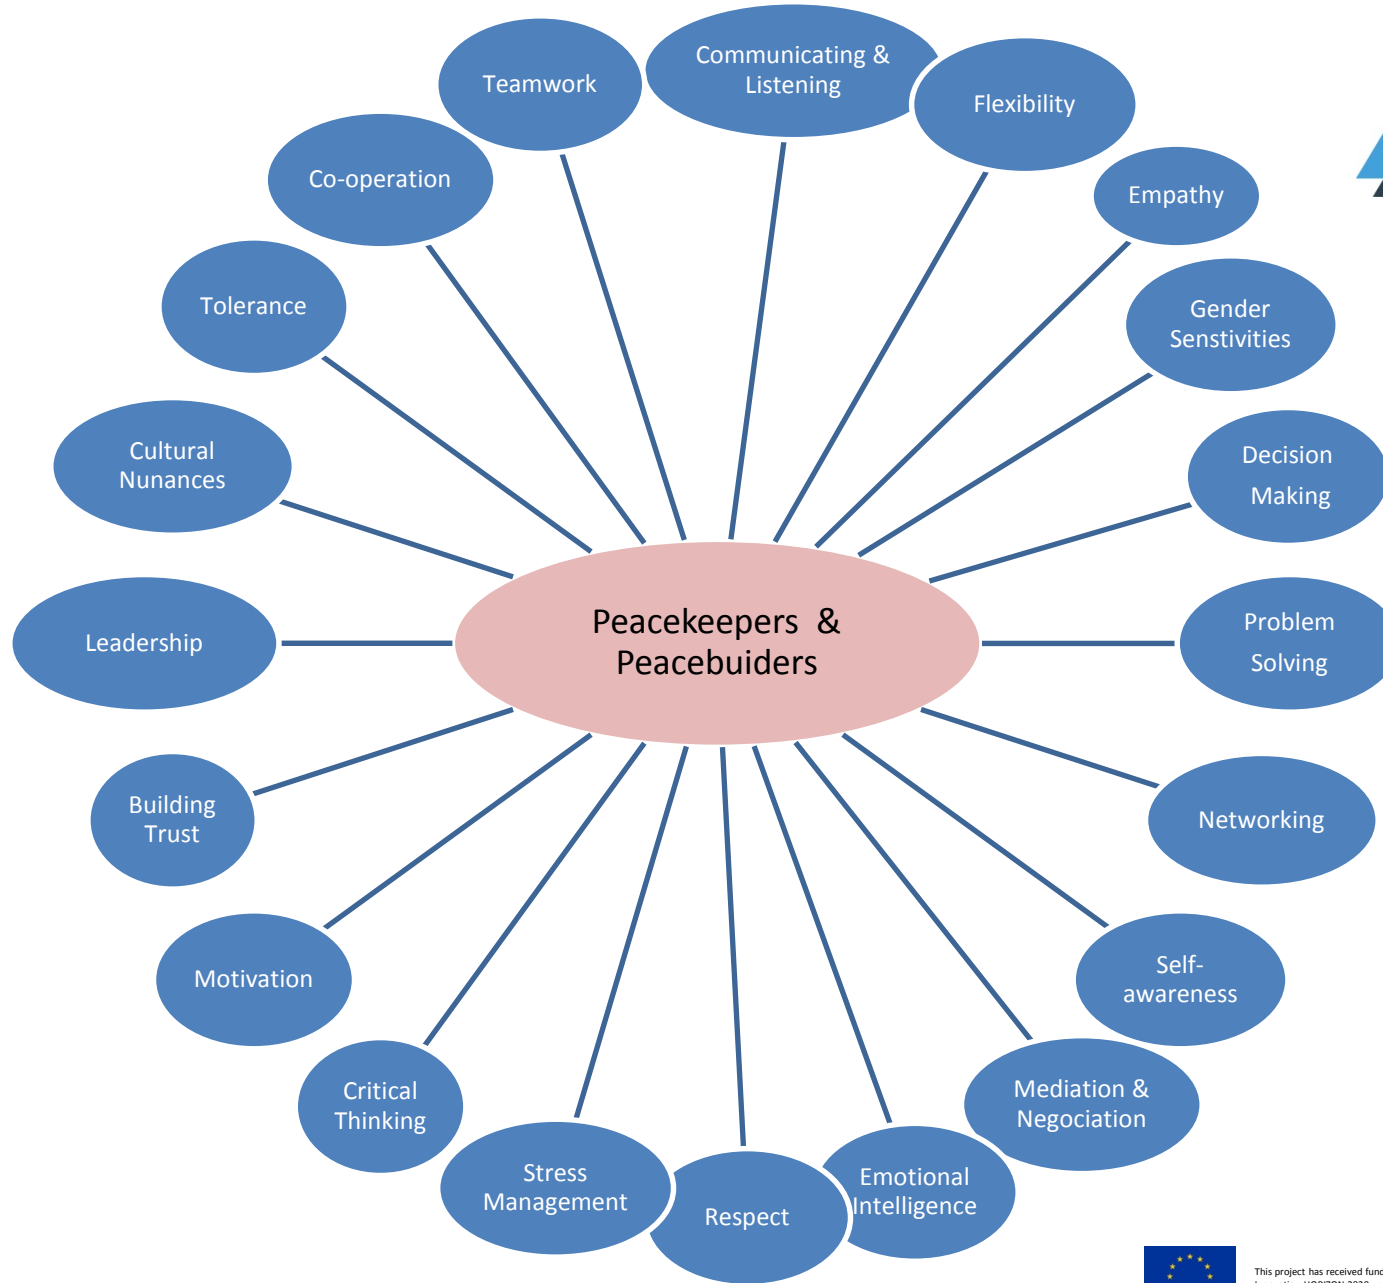 Communicating &
Listening
Teamwork
Flexibility
Co-operation
Empathy
Tolerance
Gender
Senstivities
Cultural
Nunances
Decision
Making
Peacekeepers &
Peacebuiders
Leadership
Problem
Solving
Building
Trust
Networking
Motivation
Self-
awareness
Critical
Thinking
Mediation &
Negociation
Stress
Management
Emotional
Intelligence
Respect
This project has received fund